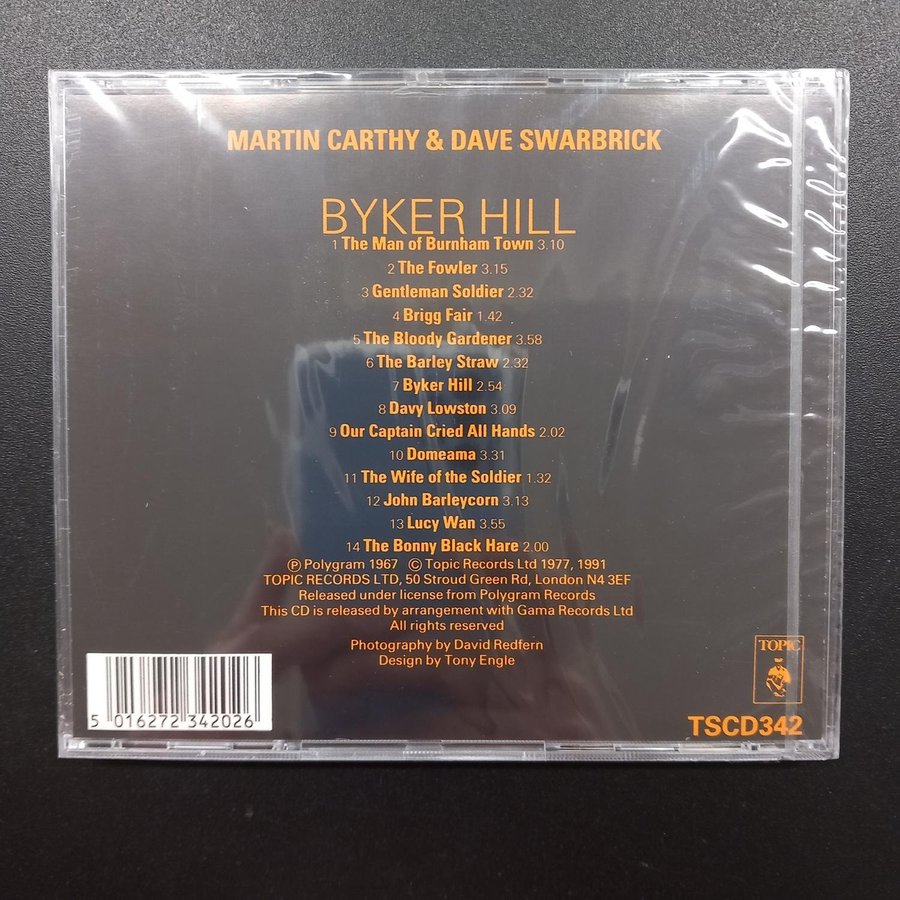 MARTIN CARTHY & DAVE SWARBRICK
BYKER HILL
1 The Man of Burnham Town 3.10
2 The Fowler 3.15
3 Gentleman Soldier 2.32
4 Brigg Fair 1.42
5 The Bloody Gardener 3.58
6 The Barley Straw 2.32
7 Byker Hill 2.54
8 Davy Lowston 3.09
9 Our Captain Cried All Hands 2.02
10 Domeama 3.31
11 The Wife of the Soldier 1.32
12 John Barleycorn 3.13
13 Lucy Wan 3.55
14 The Bonny Black Hare 2.00
Ⓟ Polygram 1967 © Topic Records Ltd 1977, 1991
TOPIC RECORDS LTD, 50 Stroud Green Rd, London N4 3EF
Released under license from Polygram Records
This CD is released by arrangement with Gama Records Ltd
All rights reserved
Photography by David Redfern
Design by Tony Engle
TOPIC
5 016272 342026
TSCD342